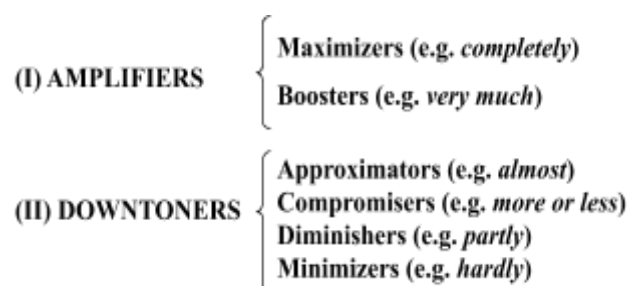 (I) AMPLIFIERS
Maximizers (e.g. completely)
Boosters (e.g. very much)
(II) DOWNTONERS
Approximators (e.g. almost)
Compromisers (e.g. more or less)
Diminishers (e.g. partly)
Minimizers (e.g. hardly)